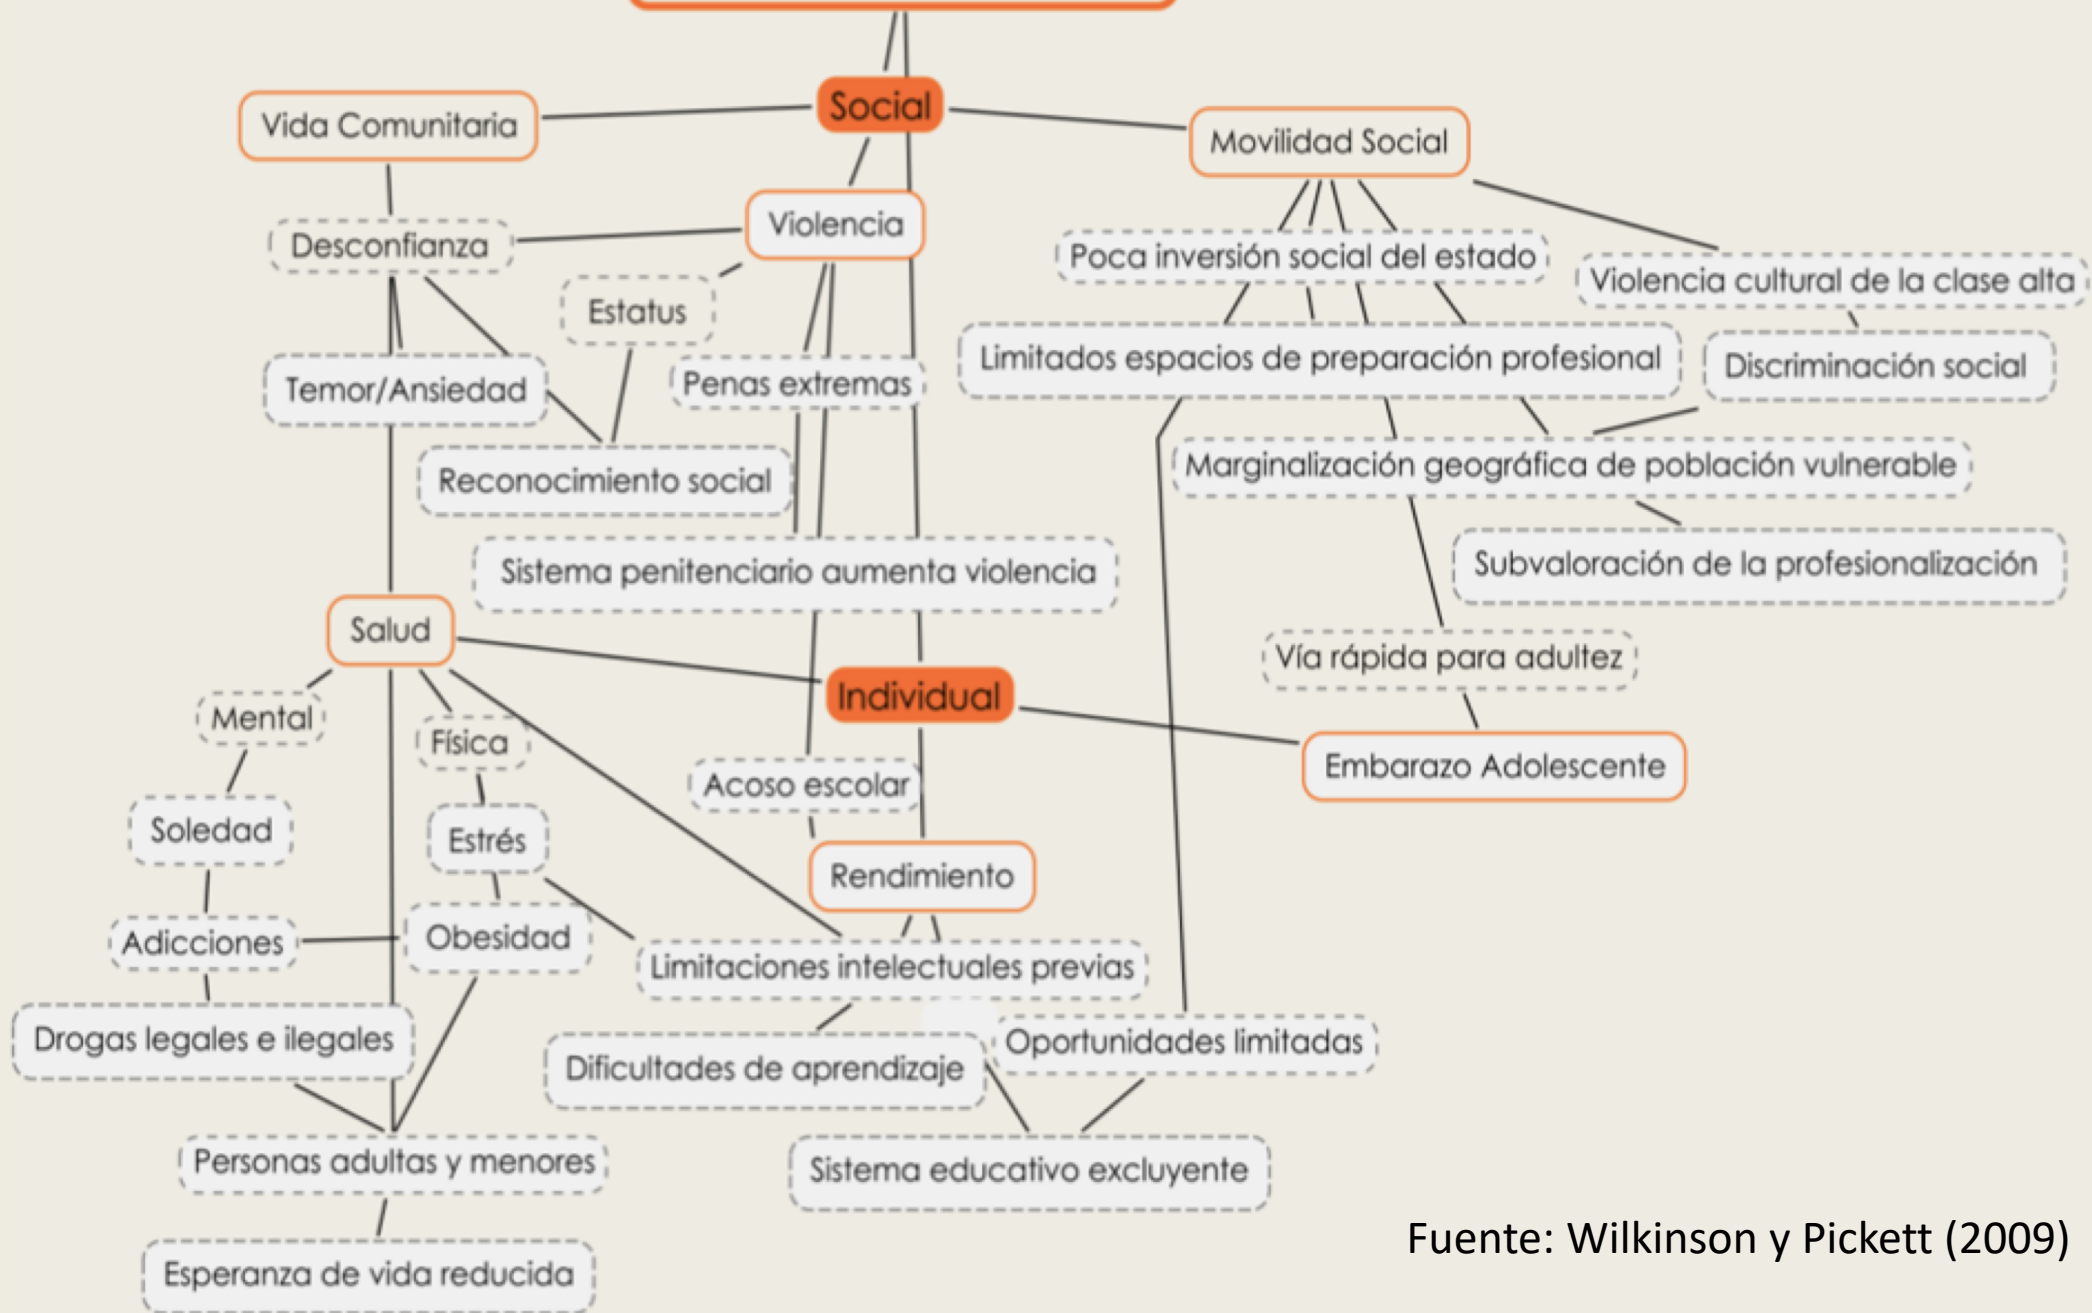 Social
Vida Comunitaria
Movilidad Social
Violencia
Desconfianza
Poca inversión social del estado
Violencia cultural de la clase alta
Estatus
Limitados espacios de preparación profesional
Discriminación social
Temor/Ansiedad
Penas extremas
Reconocimiento social
Marginalización geográfica de población vulnerable
Sistema penitenciario aumenta violencia
Subvaloración de la profesionalización
Salud
Vía rápida para adultez
Individual
Mental
Física
Embarazo Adolescente
Acoso escolar
Soledad
Estrés
Rendimiento
Adicciones
Obesidad
Limitaciones intelectuales previas
Drogas legales e ilegales
Oportunidades limitadas
Dificultades de aprendizaje
Personas adultas y menores
Sistema educativo excluyente
Esperanza de vida reducida
Fuente: Wilkinson y Pickett (2009)